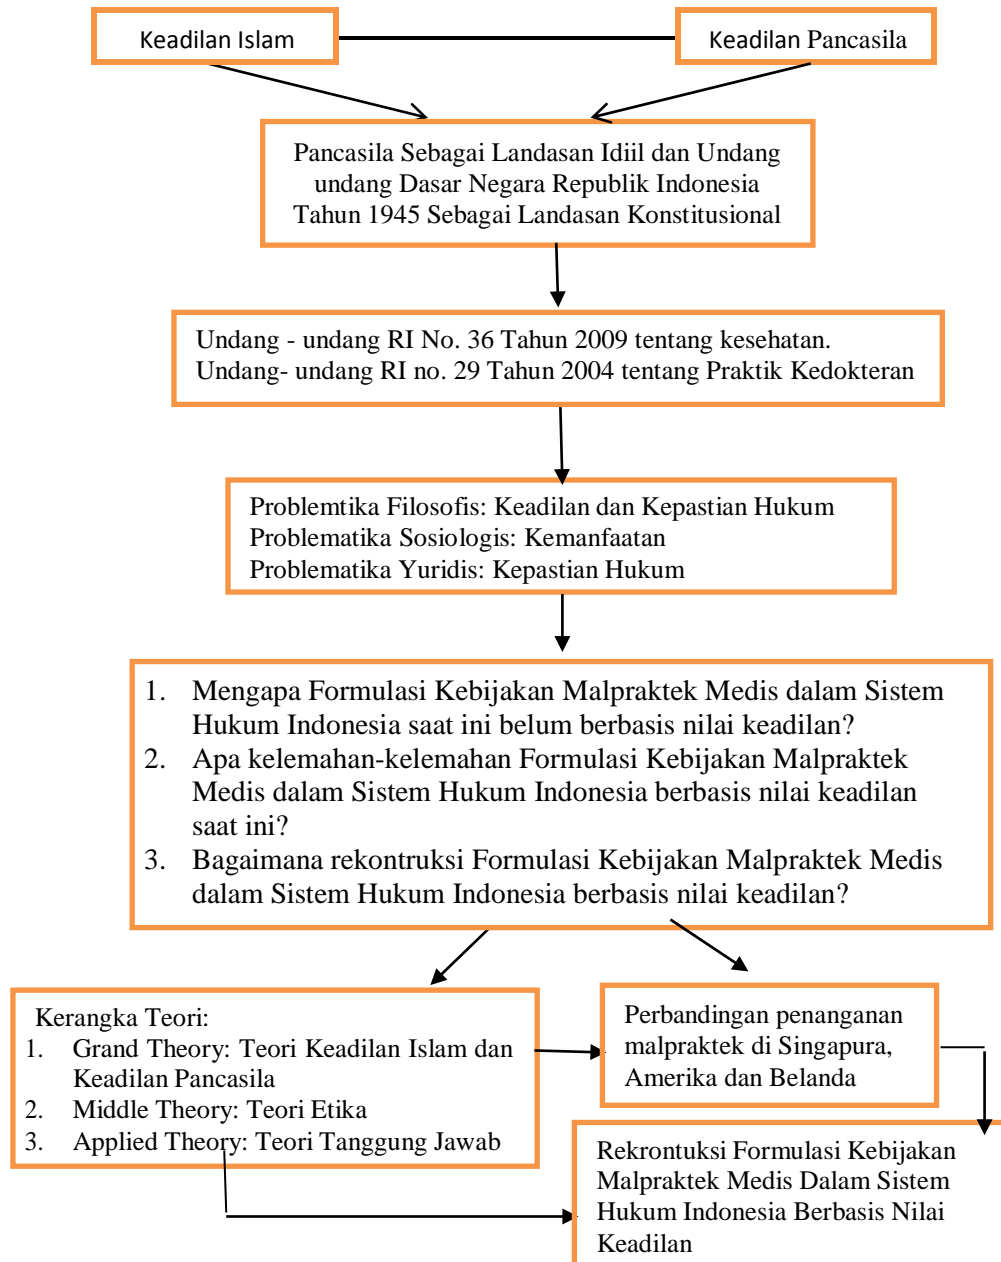 Keadilan Islam
Keadilan Pancasila
Pancasila Sebagai Landasan Idiil dan Undang
undang Dasar Negara Republik Indonesia
Tahun 1945 Sebagai Landasan Konstitusional
Undang - undang RI No. 36 Tahun 2009 tentang kesehatan.
Undang- undang RI no. 29 Tahun 2004 tentang Praktik Kedokteran
Problemtika Filosofis: Keadilan dan Kepastian Hukum
Problematika Sosiologis: Kemanfaatan
Problematika Yuridis: Kepastian Hukum
1. Mengapa Formulasi Kebijakan Malpraktek Medis dalam Sistem
Hukum Indonesia saat ini belum berbasis nilai keadilan?
2. Apa kelemahan-kelemahan Formulasi Kebijakan Malpraktek
Medis dalam Sistem Hukum Indonesia berbasis nilai keadilan
saat ini?
3. Bagaimana rekontruksi Formulasi Kebijakan Malpraktek Medis
dalam Sistem Hukum Indonesia berbasis nilai keadilan?
Kerangka Teori:
1. Grand Theory: Teori Keadilan Islam dan
Keadilan Pancasila
2. Middle Theory: Teori Etika
3. Applied Theory: Teori Tanggung Jawab
Perbandingan penanganan
malpraktek di Singapura,
Amerika dan Belanda
Rekrontuksi Formulasi Kebijakan
Malpraktek Medis Dalam Sistem
Hukum Indonesia Berbasis Nilai
Keadilan